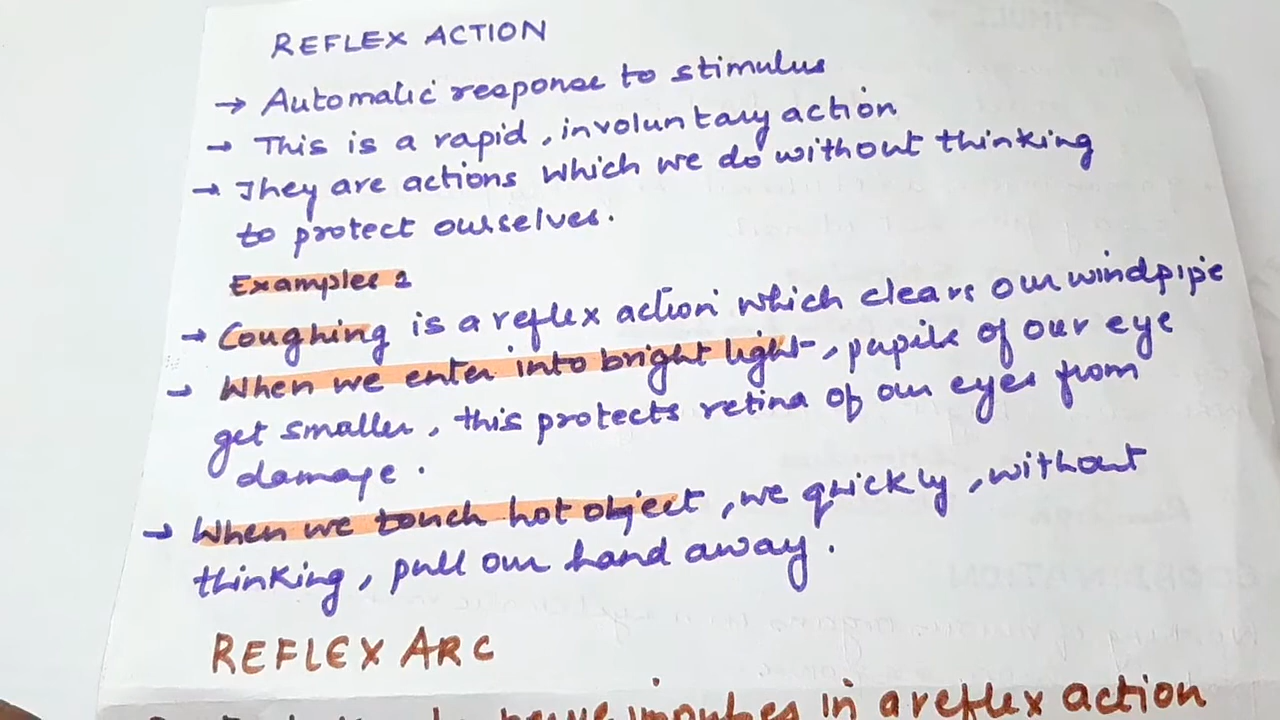 REFLEX ACTION
→ Automatic response to stimulus
→ This is a rapid, involuntary action
→ They are actions which we do without thinking
to protect ourselves.
Examples
→ Coughing is a reflex action which clears our windpipe
→ When we enter into bright light, pupils of our eye
get smaller, this protects retina of our eyes from
damage.
→ When we touch hot object, we quickly, without
thinking, pull our hand away.
REFLEX ARC
nerve impulses in a reflex action